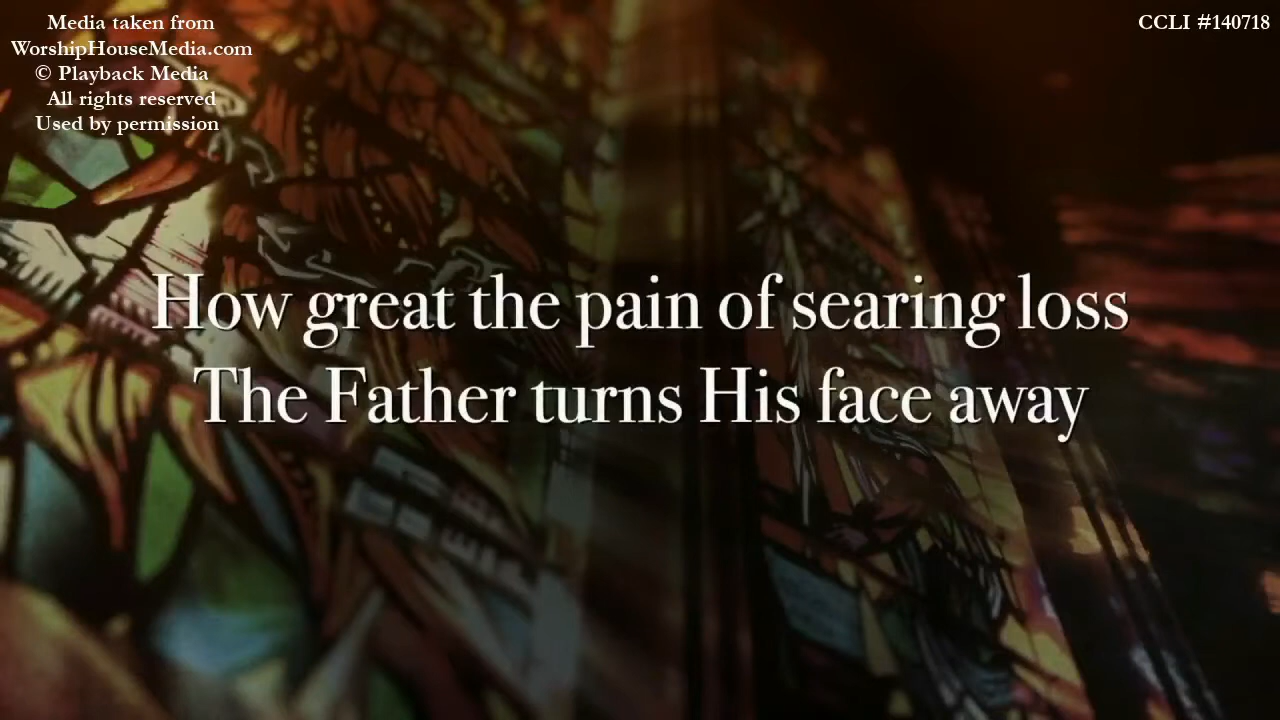 Media taken from
WorshipHouseMedia.com
© Playback Media
All rights reserved
Used by permission
CCLI #140718
How great the pain of searing loss
The Father turns His face away